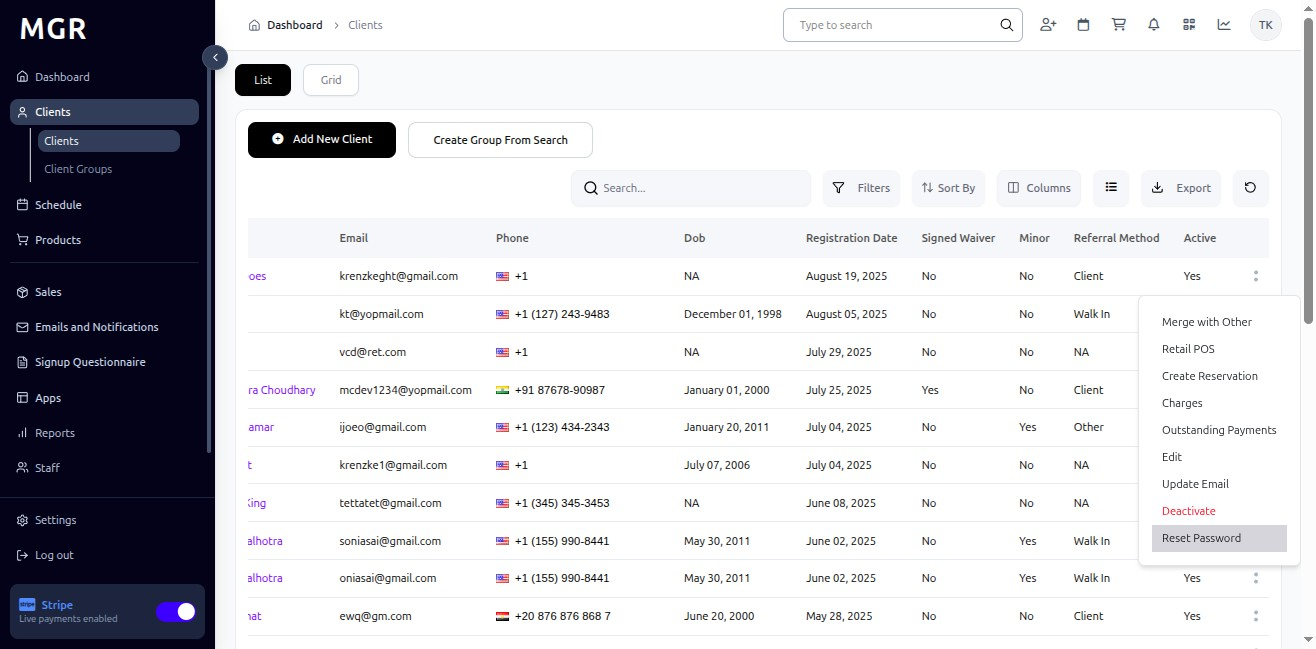 MGR
Dashboard > Clients
Type to search
TK
Dashboard
Clients
Clients
Client Groups
Schedule
Products
Sales
Emails and Notifications
Signup Questionnaire
Apps
Reports
Staff
Settings
Log out
Stripe
Live payments enabled
List Grid
Add New Client Create Group From Search
Search... Filters Sort By Columns Export
Email Phone Dob Registration Date Signed Waiver Minor Referral Method Active
oes krenzkeght@gmail.com +1 NA August 19, 2025 No No Client Yes
kt@yopmail.com +1 (127) 243-9483 December 01, 1998 August 05, 2025 No No Walk In
vcd@ret.com +1 NA July 29, 2025 No No NA
ra Choudhary mcdev1234@yopmail.com +91 87678-90987 January 01, 2000 July 25, 2025 Yes No Client
amar ijoeo@gmail.com +1 (123) 434-2343 January 20, 2011 July 04, 2025 No Yes Other
t krenzke1@gmail.com +1 July 07, 2006 July 04, 2025 No No NA
King tettatet@gmail.com +1 (345) 345-3453 NA June 08, 2025 No No NA
alhotra soniasai@gmail.com +1 (155) 990-8441 May 30, 2011 June 02, 2025 No Yes Walk In
alhotra oniasai@gmail.com +1 (155) 990-8441 May 30, 2011 June 02, 2025 No Yes Walk In Yes
hat ewq@gm.com +20 876 876 868 7 June 20, 2000 May 28, 2025 No No Client Yes
Merge with Other
Retail POS
Create Reservation
Charges
Outstanding Payments
Edit
Update Email
Deactivate
Reset Password